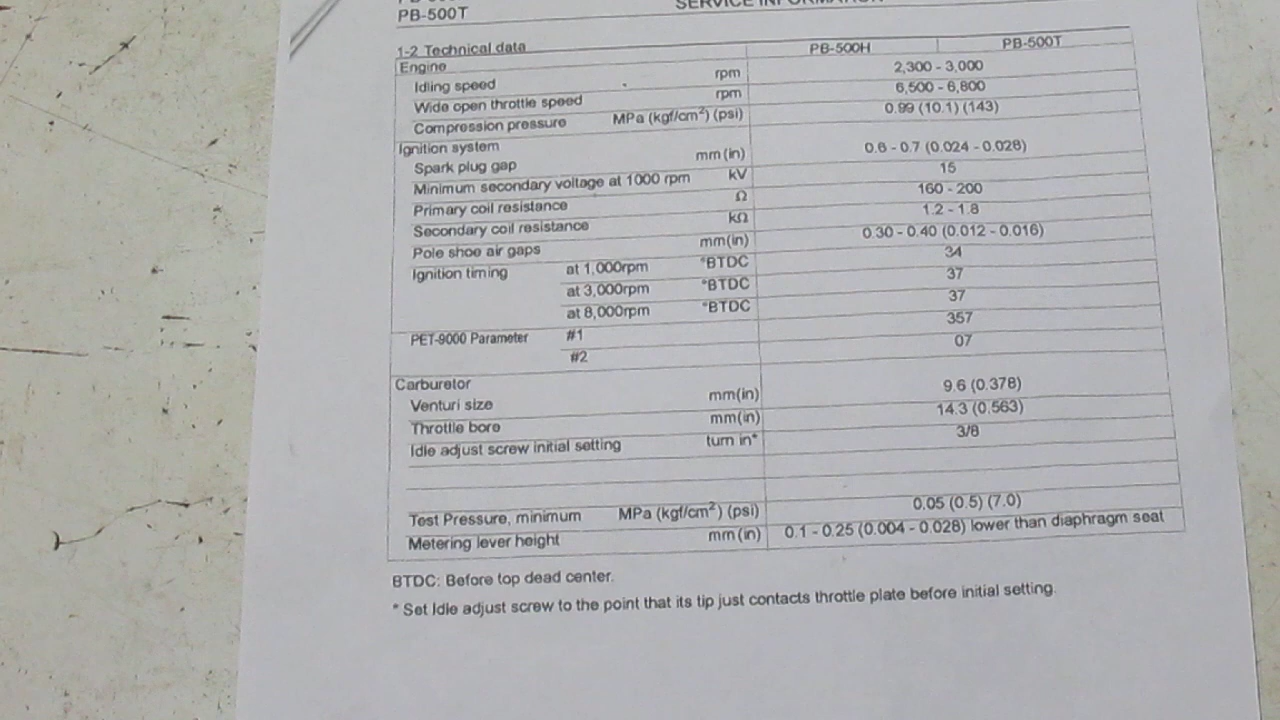 PB-500T
SERVICE INFORMATION
1-2 Technical data PB-500H PB-500T
Engine
Idling speed rpm 2,300 - 3,000
Wide open throttle speed rpm 6,500 - 6,800
Compression pressure MPa (kgf/cm²) (psi) 0.99 (10.1) (143)
Ignition system
Spark plug gap mm (in) 0.6 - 0.7 (0.024 - 0.028)
Minimum secondary voltage at 1000 rpm kV 15
Primary coil resistance Ω 160 - 200
Secondary coil resistance kΩ 1.2 - 1.8
Pole shoe air gaps mm(in) 0.30 - 0.40 (0.012 - 0.016)
Ignition timing at 1,000rpm °BTDC 34
at 3,000rpm °BTDC 37
at 8,000rpm °BTDC 37
PET-9000 Parameter #1 357
#2 07
Carburetor
Venturi size mm(in) 9.6 (0.378)
Throttle bore mm(in) 14.3 (0.563)
Idle adjust screw initial setting turn in* 3/8
Test Pressure, minimum MPa (kgf/cm²) (psi) 0.05 (0.5) (7.0)
Metering lever height mm (in) 0.1 - 0.25 (0.004 - 0.028) lower than diaphragm seat
BTDC: Before top dead center.
* Set Idle adjust screw to the point that its tip just contacts throttle plate before initial setting.